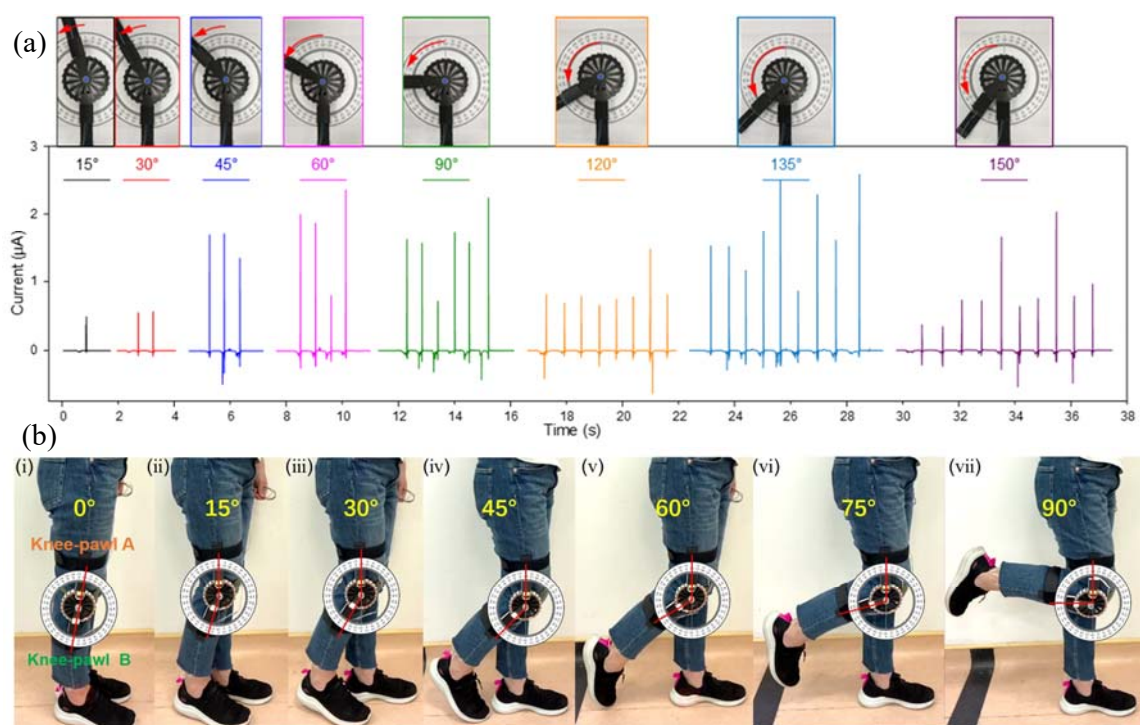 (a)
15° 30° 45° 60° 90° 120° 135° 150°
3
2
1
0
Current (µA)
0 2 4 6 8 10 12 14 16 18 20 22 24 26 28 30 32 34 36 38
Time (s)
(b)
(i) (ii) (iii) (iv) (v) (vi) (vii)
0° 15° 30° 45° 60° 75° 90°
Knee-pawl A
Knee-pawl B